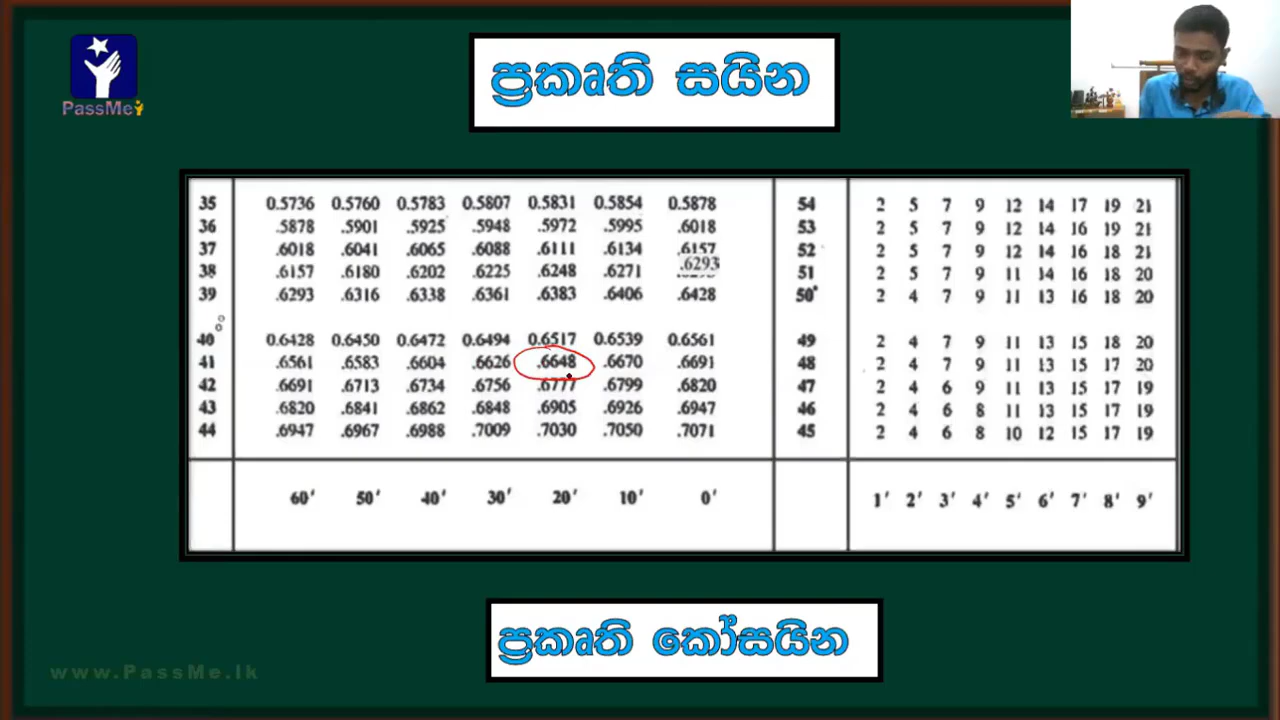 PassMe
ප්‍රකෘති සයින
35 0.5736 0.5760 0.5783 0.5807 0.5831 0.5854 0.5878 54 2 5 7 9 12 14 17 19 21
36 .5878 .5901 .5925 .5948 .5972 .5995 .6018 53 2 5 7 9 12 14 16 19 21
37 .6018 .6041 .6065 .6088 .6111 .6134 .6157 52 2 5 7 9 12 14 16 18 21
38 .6157 .6180 .6202 .6225 .6248 .6271 .6293 51 2 5 7 9 11 14 16 18 20
39 .6293 .6316 .6338 .6361 .6383 .6406 .6428 50° 2 4 7 9 11 13 16 18 20
40° 0.6428 0.6450 0.6472 0.6494 0.6517 0.6539 0.6561 49 2 4 7 9 11 13 15 18 20
41 .6561 .6583 .6604 .6626 .6648 .6670 .6691 48 2 4 7 9 11 13 15 17 20
42 .6691 .6713 .6734 .6756 .6777 .6799 .6820 47 2 4 6 9 11 13 15 17 19
43 .6820 .6841 .6862 .6848 .6905 .6926 .6947 46 2 4 6 8 11 13 15 17 19
44 .6947 .6967 .6988 .7009 .7030 .7050 .7071 45 2 4 6 8 10 12 15 17 19
60′ 50′ 40′ 30′ 20′ 10′ 0′ 1′ 2′ 3′ 4′ 5′ 6′ 7′ 8′ 9′
ප්‍රකෘති කෝසයින
www.PassMe.lk